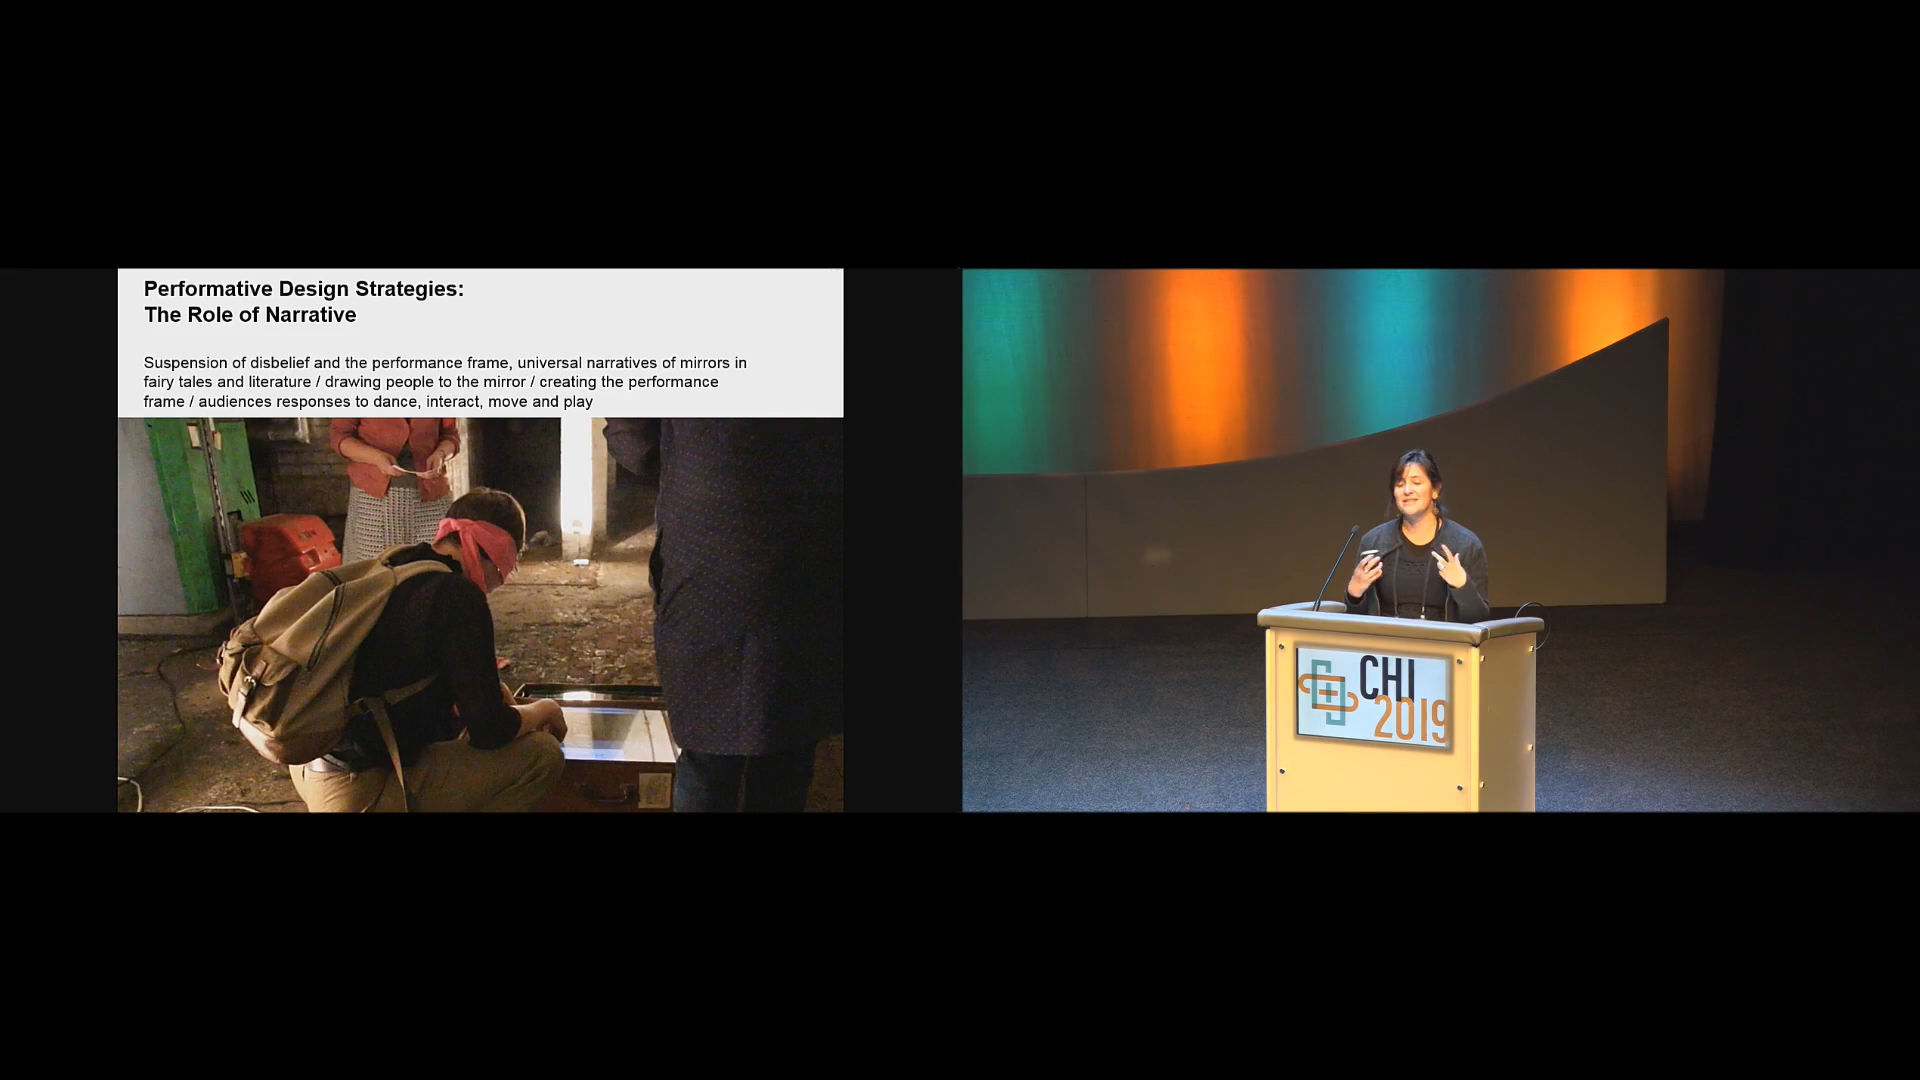 Performative Design Strategies:
The Role of Narrative
Suspension of disbelief and the performance frame, universal narratives of mirrors in
fairy tales and literature / drawing people to the mirror / creating the performance
frame / audiences responses to dance, interact, move and play
CHI
2019